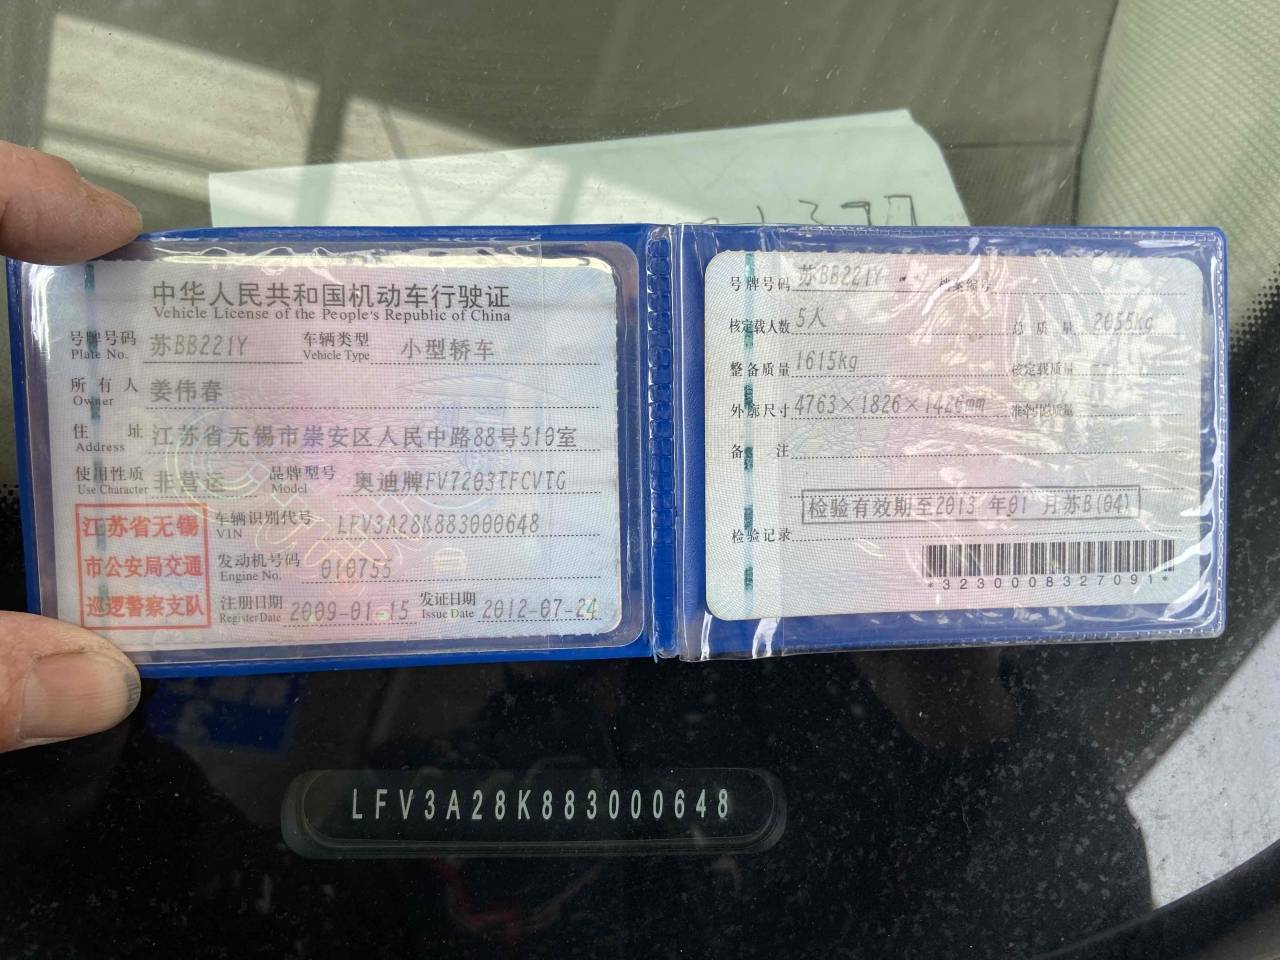 中华人民共和国机动车行驶证
Vehicle License of the People's Republic of China
号牌号码 苏BB221Y 车辆类型 小型轿车
Plate No. Vehicle Type
所有人 姜伟春
Owner
住址 江苏省无锡市崇安区人民中路88号510室
Address
使用性质 非营运 品牌型号 奥迪牌FV7203TFCVTG
Use Character Model
江苏省无锡
市公安局交通
巡逻警察支队
车辆识别代号 LFV3A28K883000648
VIN
发动机号码 010755
Engine No.
注册日期 2009-01-15 发证日期 2012-07-24
Register Date Issue Date
号牌号码 苏BB221Y 档案编号
核定载人数 5人 总质量 2055kg
整备质量 1615kg 核定载质量
外廓尺寸 4763×1826×1426mm 准牵引总质量
备注
检验有效期至2013年01月苏B(04)
检验记录
*3230008327091*
LFV3A28K883000648